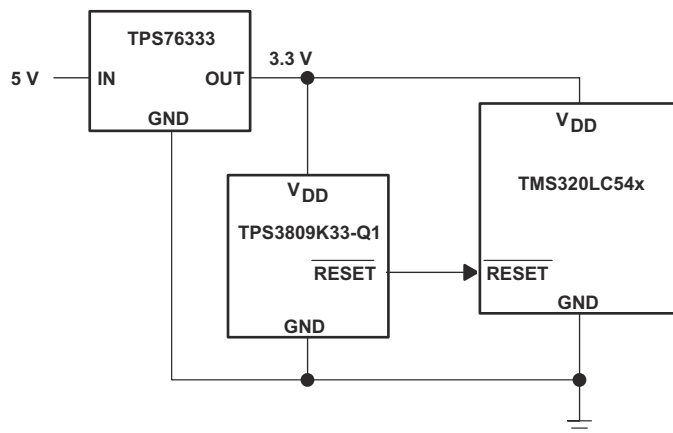 TPS76333
3.3 V
5 V
IN
OUT
GND
VDD
TMS320LC54x
VDD
TPS3809K33-Q1
RESET
RESET
GND
GND